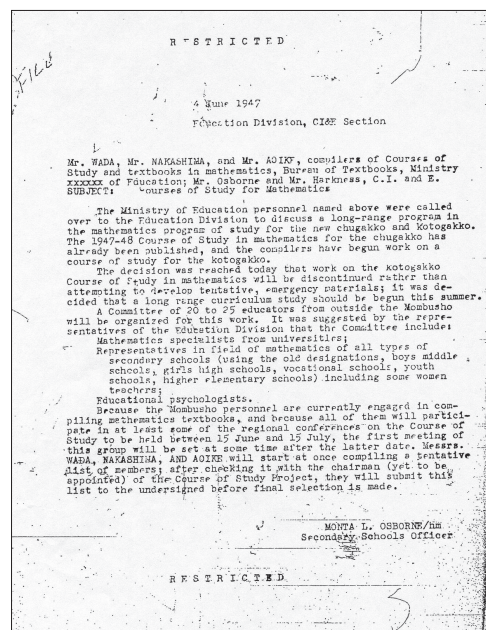 RESTRICTED
FILE
4 June 1947
Education Division, CI&E Section
Mr. WADA, Mr. NAKASHIMA, and Mr. AOIKE, compilers of Courses of
Study and textbooks in mathematics, Bureau of Textbooks, Ministry
xxxxxx of Education; Mr. Osborne and Mr. Harkness, C.I. and E.
SUBJECT: Courses of Study for Mathematics
The Ministry of Education personnel named above were called
over to the Education Division to discuss a long-range program in
the mathematics program of study for the new chugakko and Kotogakko.
The 1947-48 Course of Study in mathematics for the chugakko has
already been published, and the compilers have begun work on a
course of study for the kotogakko.
The decision was reached today that work on the kotogakko
Course of Study in mathematics will be discontinued rather than
attempting to develop tentative, emergency materials; it was de-
cided that a long range curriculum study should be begun this summer.
A Committee of 20 to 25 educators from outside the Mombusho
will be organized for this work. It was suggested by the repre-
sentatives of the Education Division that the Committee include:
Mathematics specialists from universities;
Representatives in field of mathematics of all types of
secondary schools (using the old designations, boys middle
schools, girls high schools, vocational schools, youth
schools, higher elementary schools) including some women
teachers;
Educational psychologists.
Because the Mombusho personnel are currently engaged in com-
piling mathematics textbooks, and because all of them will partici-
pate in at least some of the regional conferences on the Course of
Study to be held between 15 June and 15 July, the first meeting of
this group will be set at some time after the latter date. Messrs.
WADA, NAKASHIMA, AND AOIKE will start at once compiling a tentative
list of members; after checking it with the chairman (yet to be
appointed) of the Course of Study Project, they will submit this
list to the undersigned before final selection is made.
MONTA L. OSBORNE/hm
Secondary Schools Officer
RESTRICTED